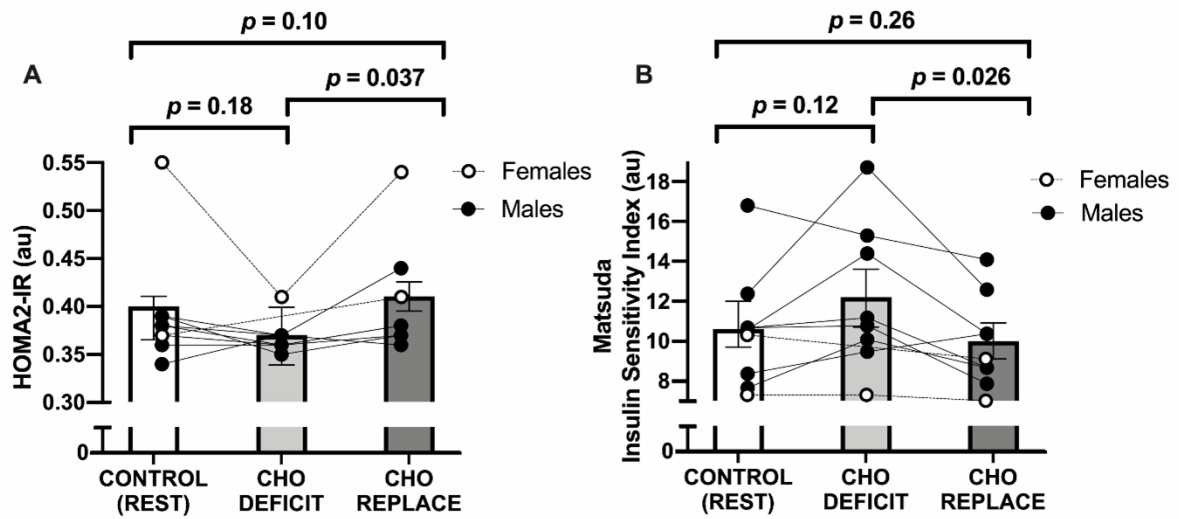 p = 0.10
A
p = 0.037
p = 0.18
HOMA2-IR (au)
0.55
0.50
0.45
0.40
0.35
0.30
0
Females
Males
CONTROL
(REST)
CHO
DEFICIT
CHO
REPLACE
p = 0.26
B
p = 0.026
p = 0.12
Matsuda
Insulin Sensitivity Index (au)
18
16
14
12
10
8
0
Females
Males
CONTROL
(REST)
CHO
DEFICIT
CHO
REPLACE